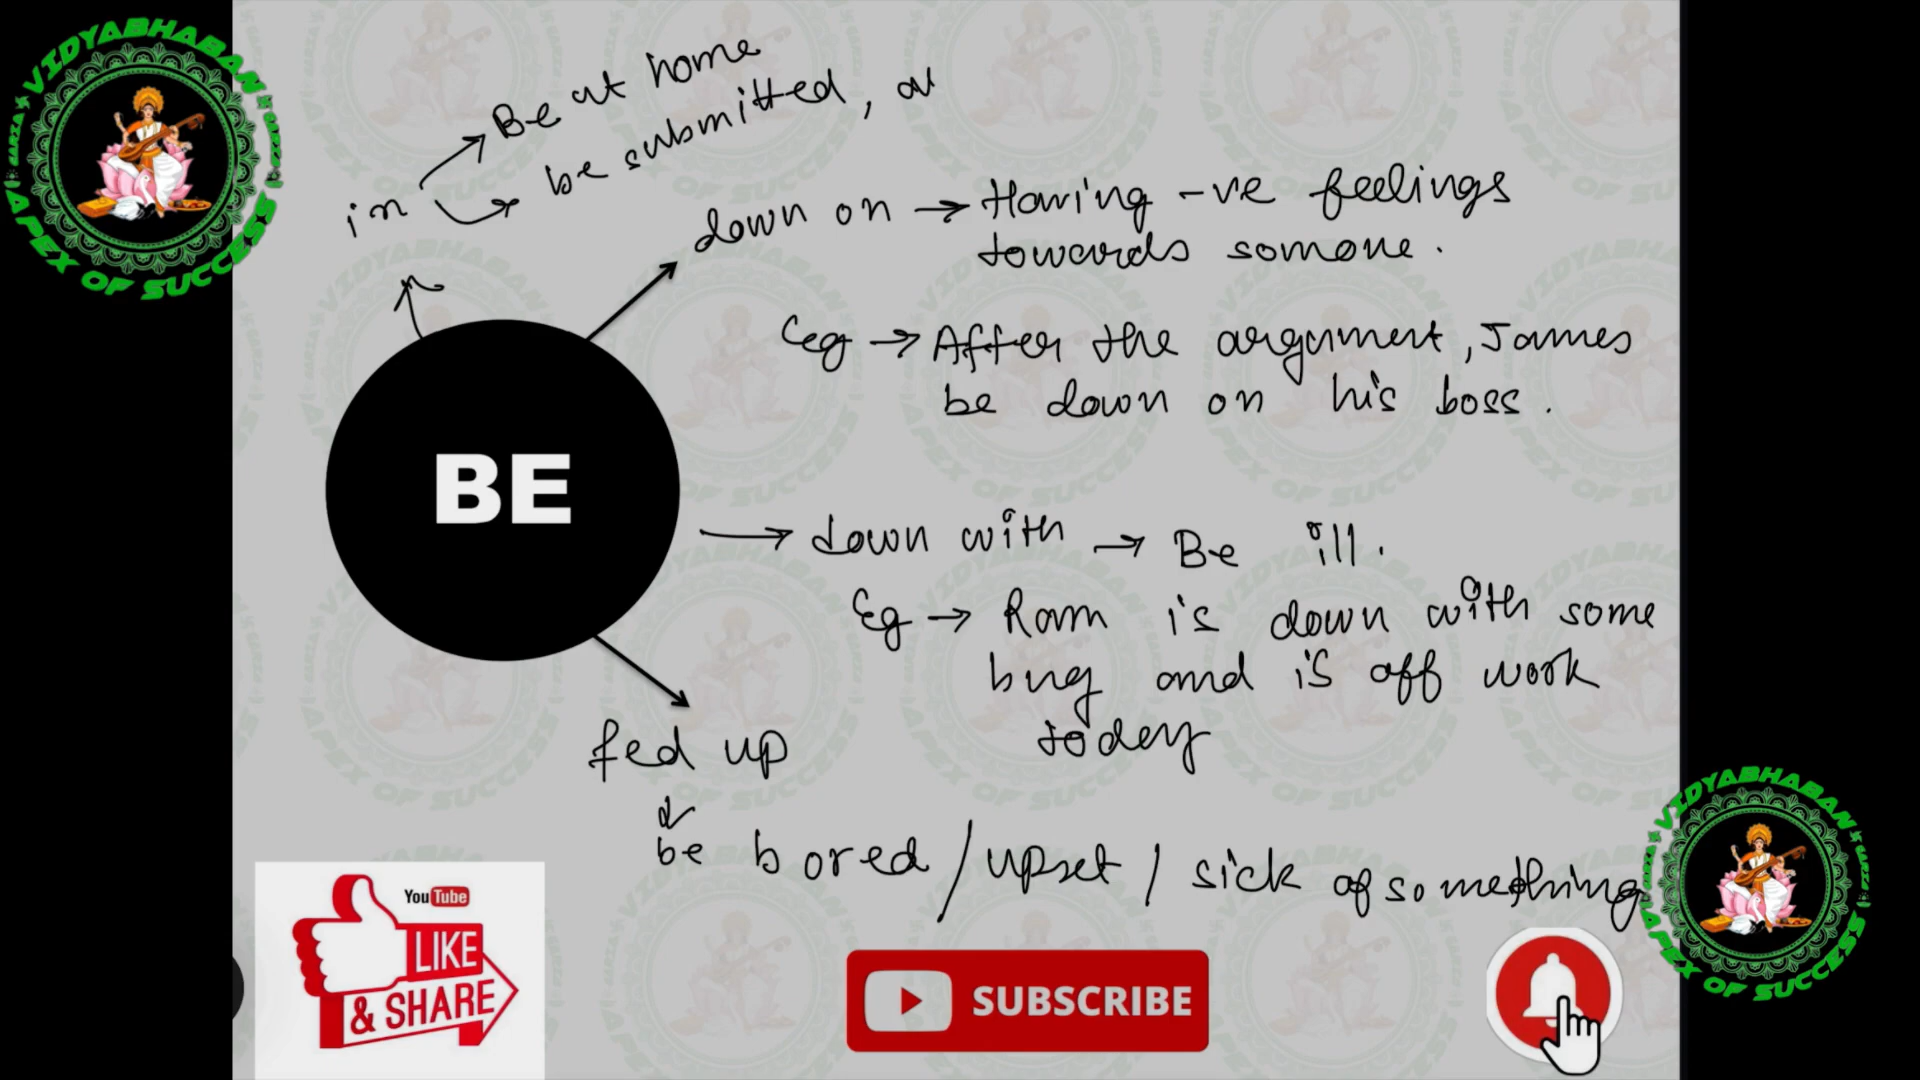 VIDYABHABAN
GARIA
APEX OF SUCCESS
Be at home
be submitted,
in
down on → Having -ve feelings
towards somone.
eg → After the argument, James
be down on his boss.
BE
→ down with → Be ill.
Eg → Ram is down with some
bug and is off work
today
fed up
be bored / upset / sick of something
YouTube
LIKE
& SHARE
SUBSCRIBE
VIDYABHABAN
GARIA
APEX OF SUCCESS